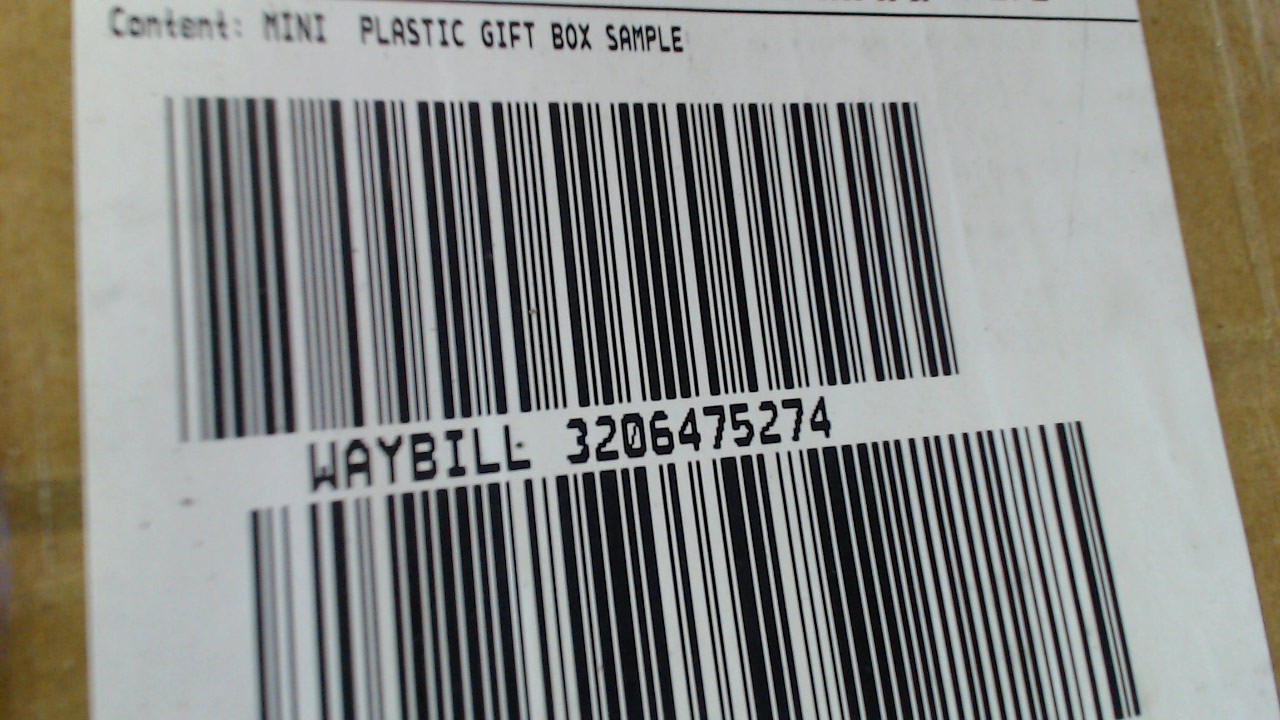 Content: MINI PLASTIC GIFT BOX SAMPLE
WAYBILL 3206475274